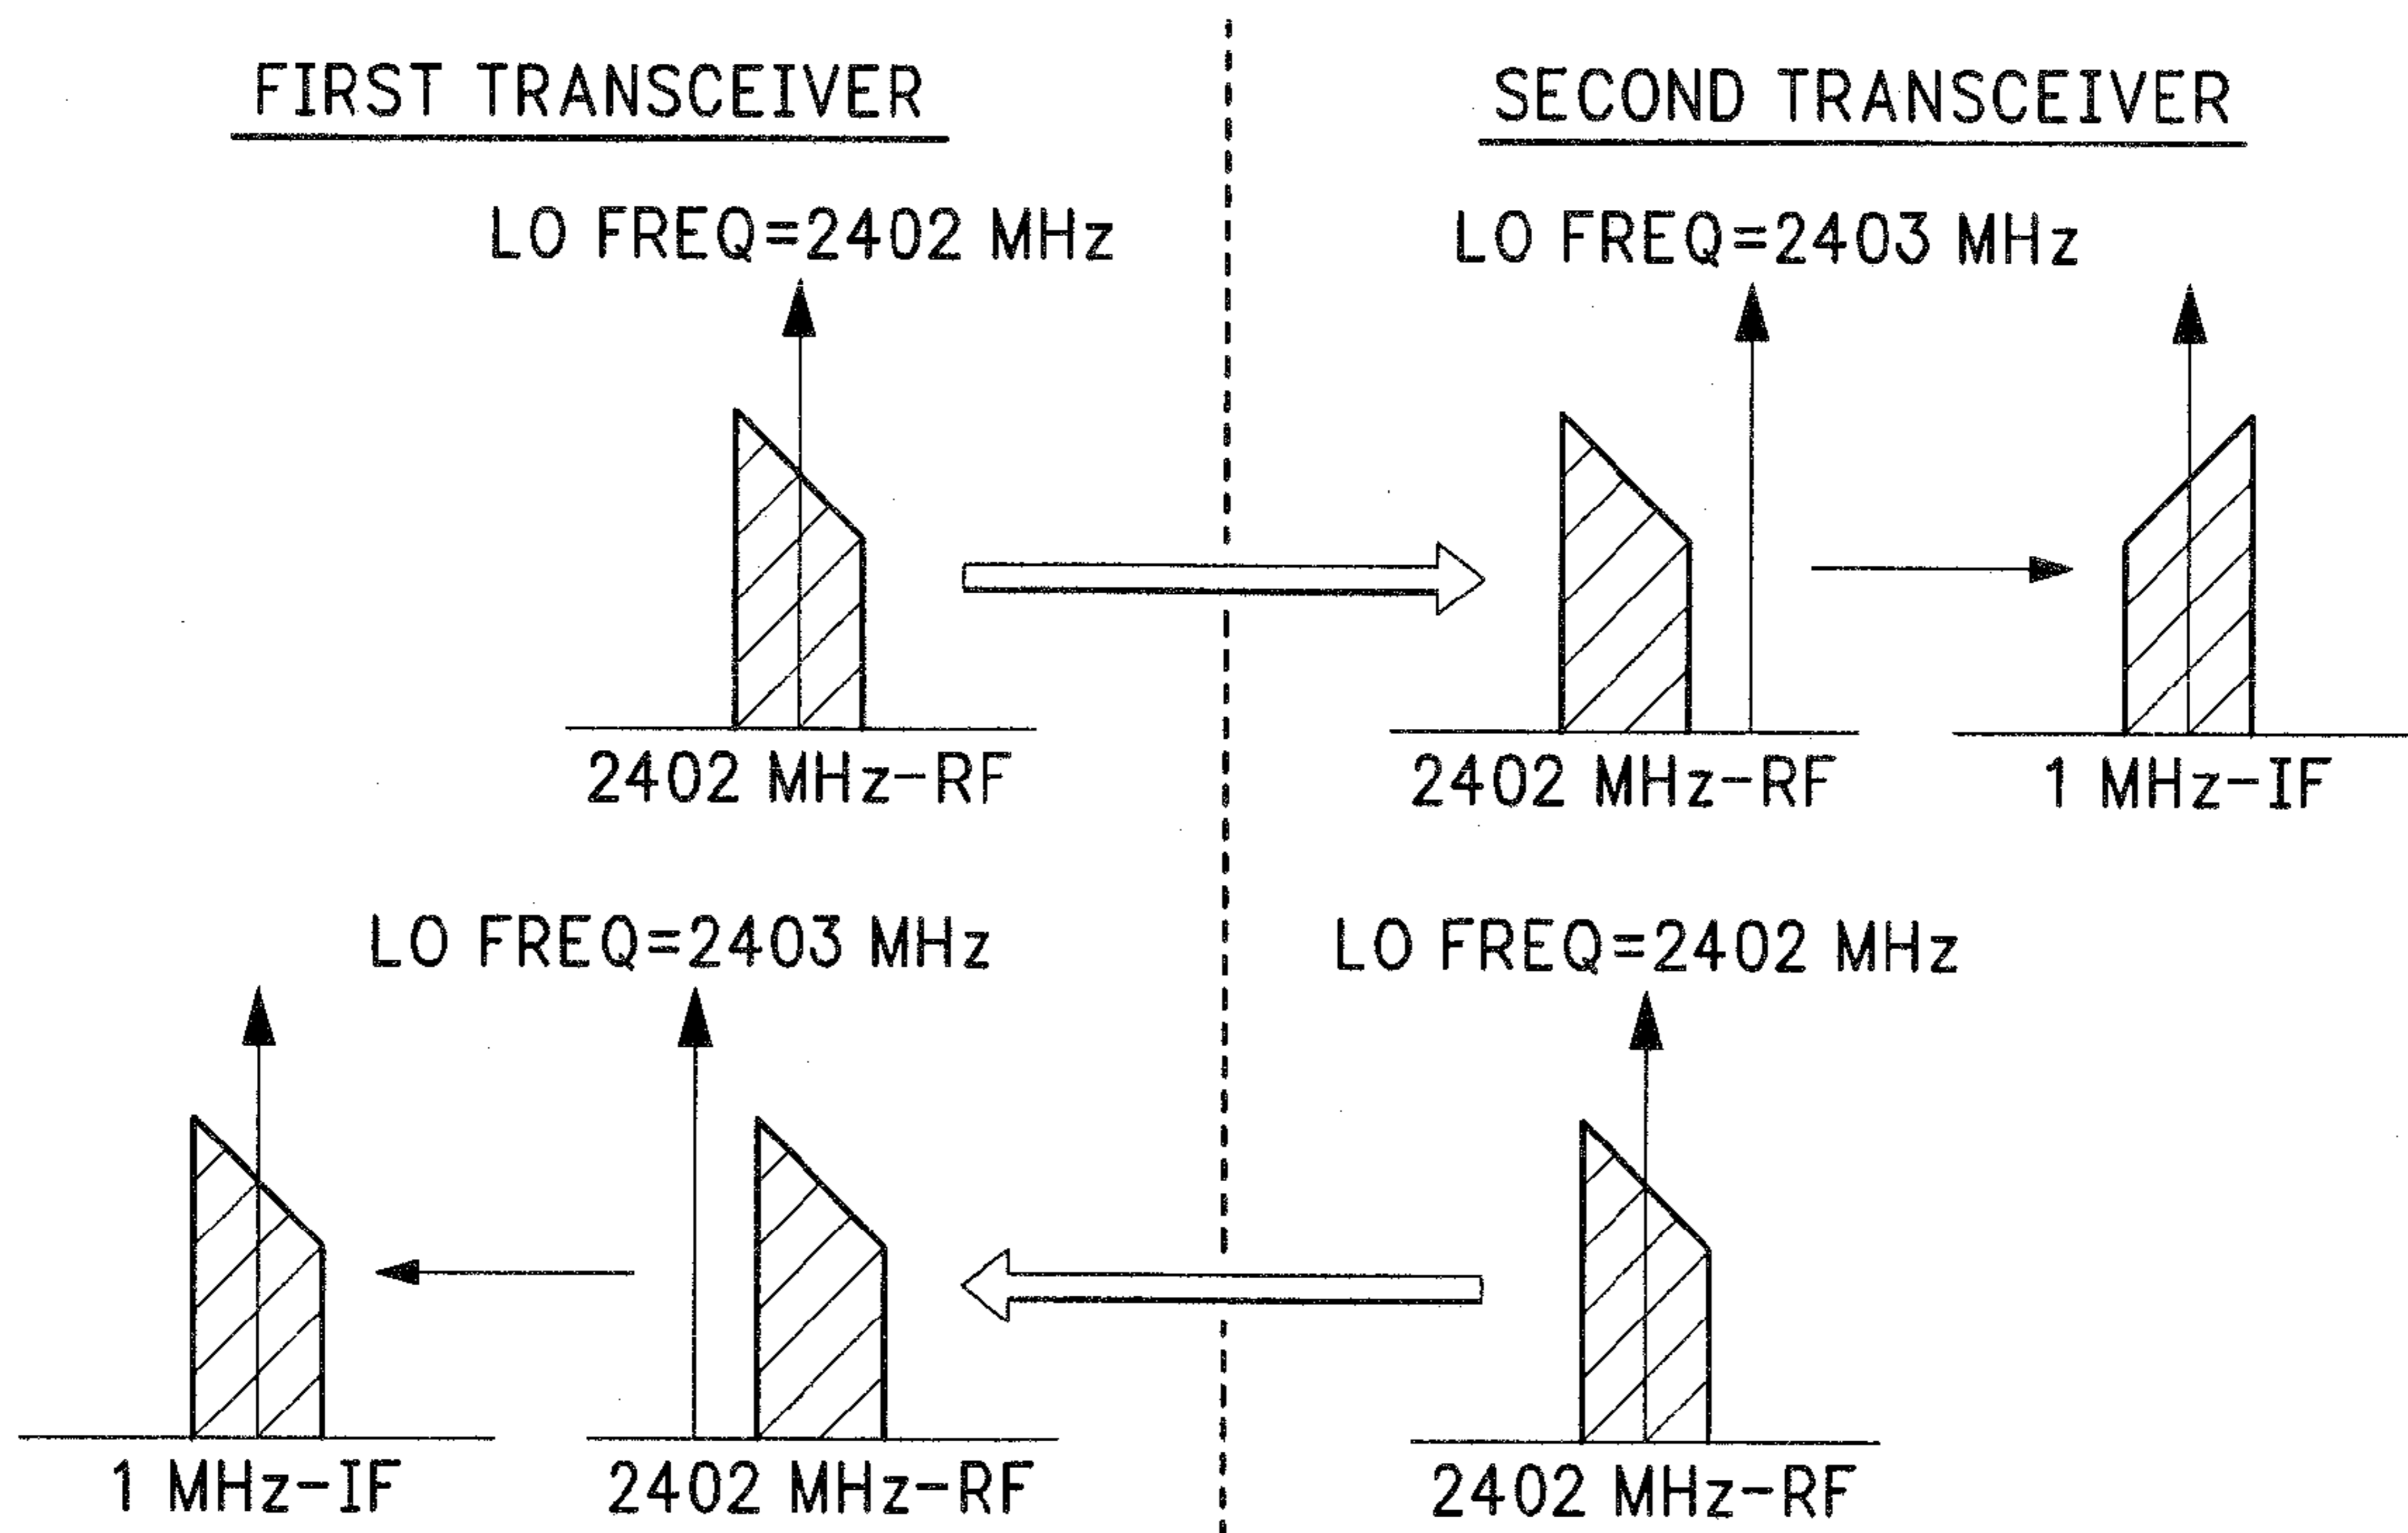 FIRST TRANSCEIVER
SECOND TRANSCEIVER
LO FREQ=2402 MHz
LO FREQ=2403 MHz
2402 MHz-RF
2402 MHz-RF
1 MHz-IF
LO FREQ=2403 MHz
LO FREQ=2402 MHz
1 MHz-IF
2402 MHz-RF
2402 MHz-RF